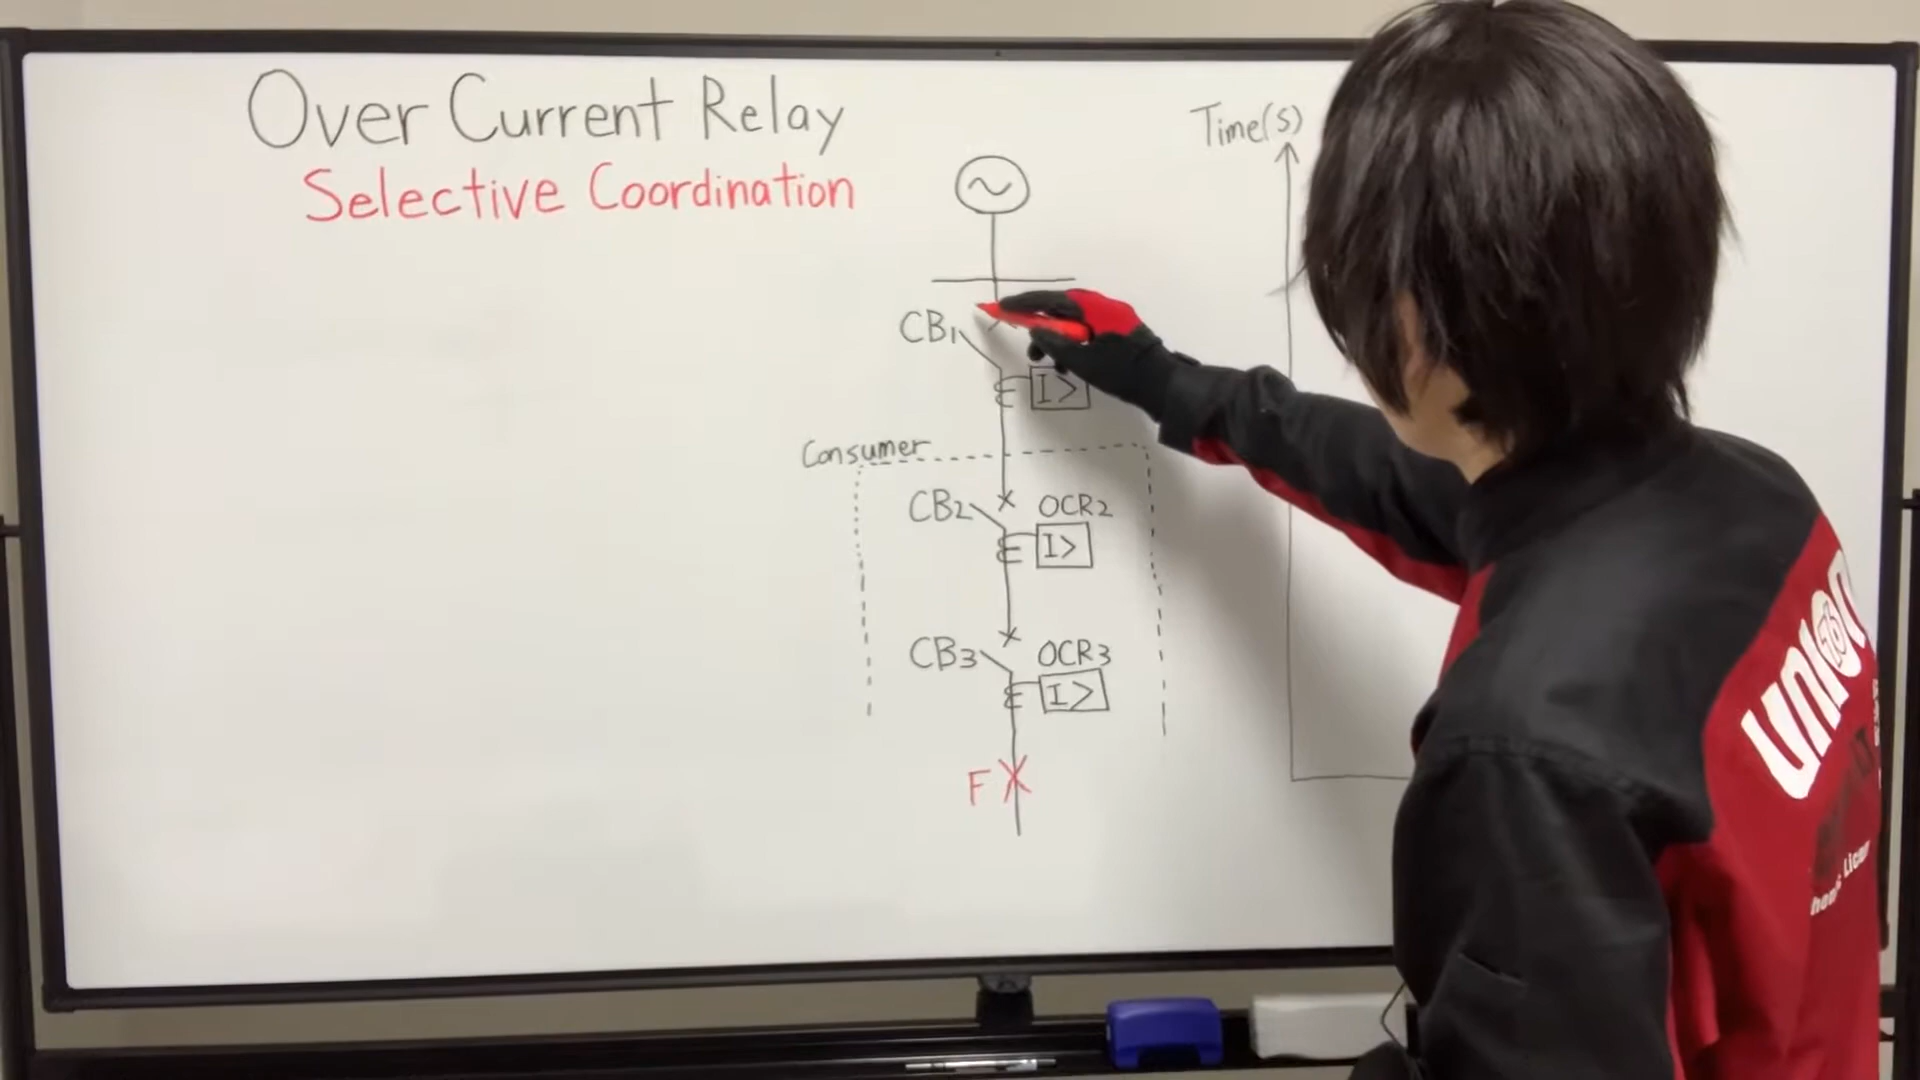 Over Current Relay
Selective Coordination
Time(s)
CB1
I>
Consumer
CB2
OCR2
I>
CB3
OCR3
I>
F